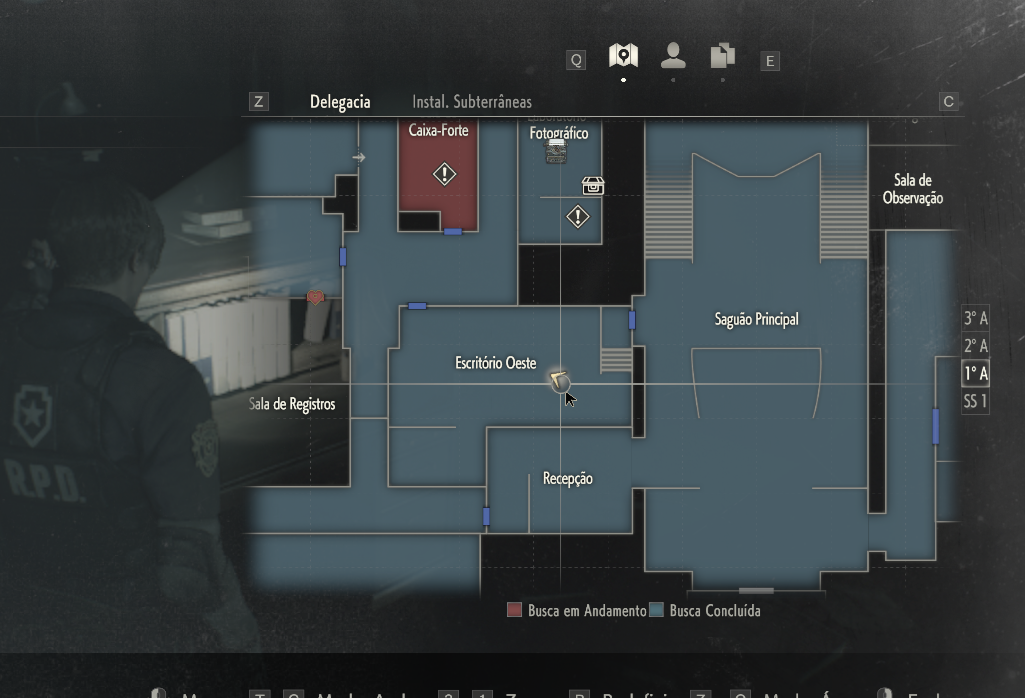 Q
E
Z
Delegacia
Instal. Subterrâneas
C
Caixa-Forte
Fotográfico
Sala de
Observação
Saguão Principal
3° A
2° A
1° A
SS 1
Escritório Oeste
Sala de Registros
Recepção
R.P.D.
Busca em Andamento
Busca Concluída